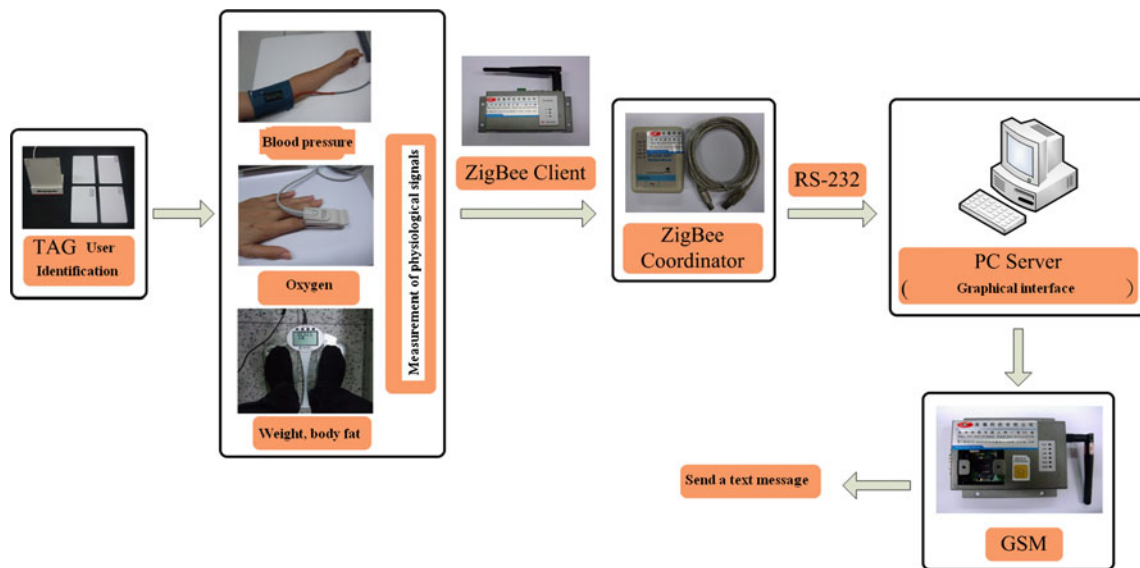 TAG User
Identification
Blood pressure
Oxygen
Weight, body fat
Measurement of physiological signals
ZigBee Client
ZigBee
Coordinator
RS-232
PC Server
( Graphical interface )
GSM
Send a text message